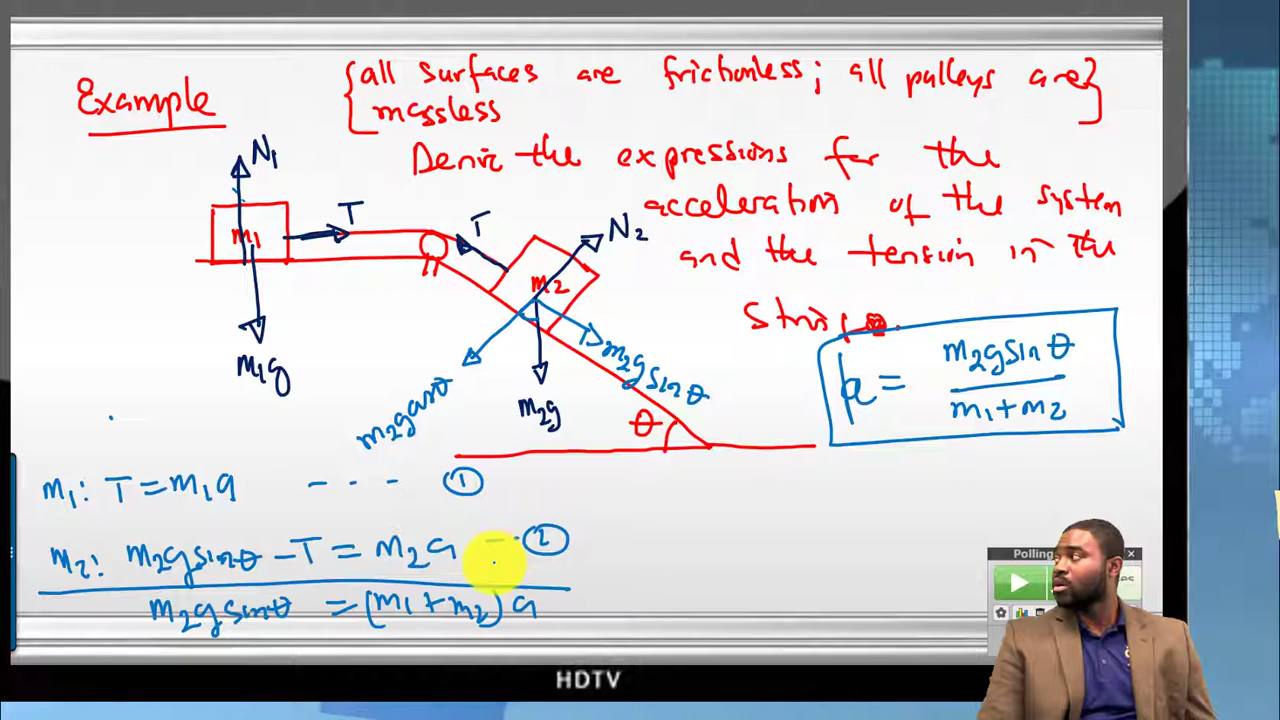 Example
{all surfaces are frictionless; all pulleys are}
massless
Derive the expressions for the
acceleration of the system
and the tension in the
N₁
T
m₁
m₁g
T
N₂
m₂
m₂g sinθ
m₂g
m₂g cosθ
θ
a = m₂g sinθ
m₁+m₂
m₁: T = m₁a - - - ①
m₂: m₂g sinθ - T = m₂a - - ②
m₂g sinθ = (m₁+m₂) a
Polling
HDTV